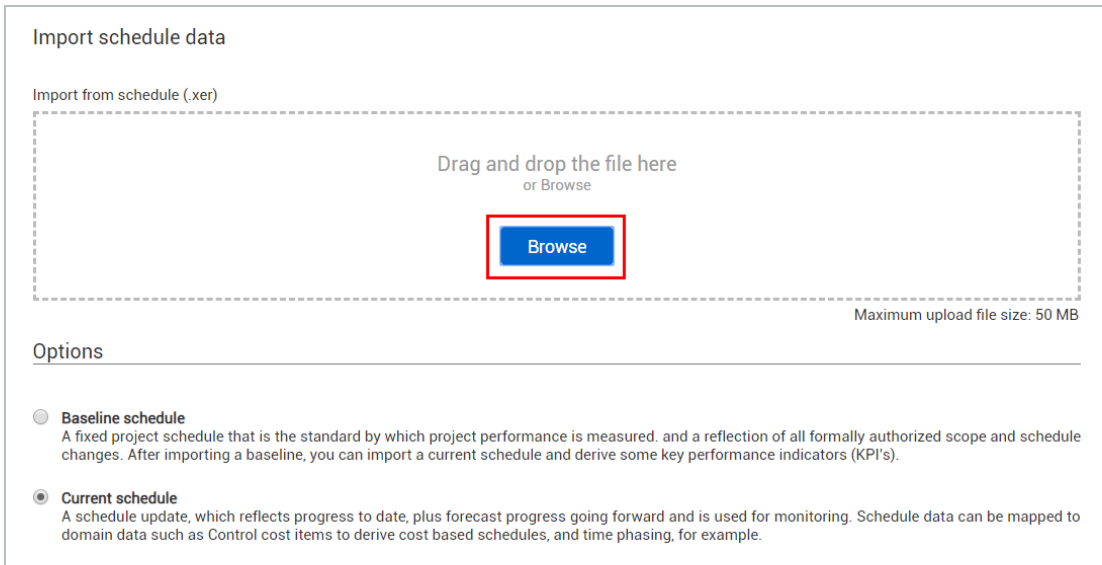 Import schedule data
Import from schedule (.xer)
Drag and drop the file here
or Browse
Browse
Maximum upload file size: 50 MB
Options
Baseline schedule
A fixed project schedule that is the standard by which project performance is measured. and a reflection of all formally authorized scope and schedule
changes. After importing a baseline, you can import a current schedule and derive some key performance indicators (KPI's).
Current schedule
A schedule update, which reflects progress to date, plus forecast progress going forward and is used for monitoring. Schedule data can be mapped to
domain data such as Control cost items to derive cost based schedules, and time phasing, for example.